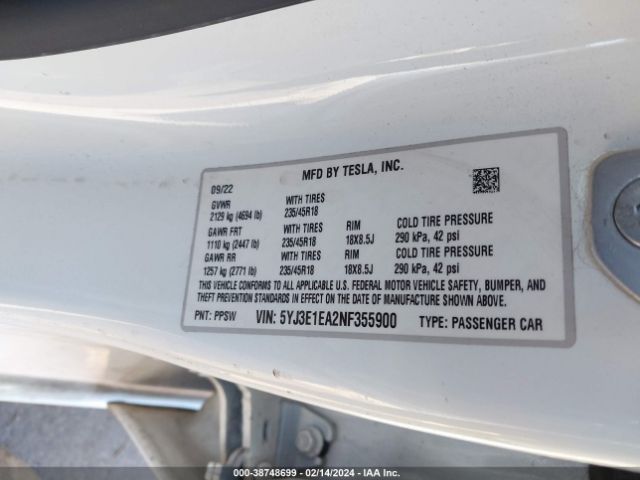 MFD BY TESLA, INC.
09/22
GVWR WITH TIRES
2129 kg (4694 lb) 235/45R18
GAWR FRT WITH TIRES RIM COLD TIRE PRESSURE
1110 kg (2447 lb) 235/45R18 18X8.5J 290 kPa, 42 psi
GAWR RR WITH TIRES RIM COLD TIRE PRESSURE
1257 kg (2771 lb) 235/45R18 18X8.5J 290 kPa, 42 psi
THIS VEHICLE CONFORMS TO ALL APPLICABLE U.S. FEDERAL MOTOR VEHICLE SAFETY, BUMPER, AND
THEFT PREVENTION STANDARDS IN EFFECT ON THE DATE OF MANUFACTURE SHOWN ABOVE.
PNT: PPSW VIN: 5YJ3E1EA2NF355900 TYPE: PASSENGER CAR
000-38748699 - 02/14/2024 - IAA Inc.